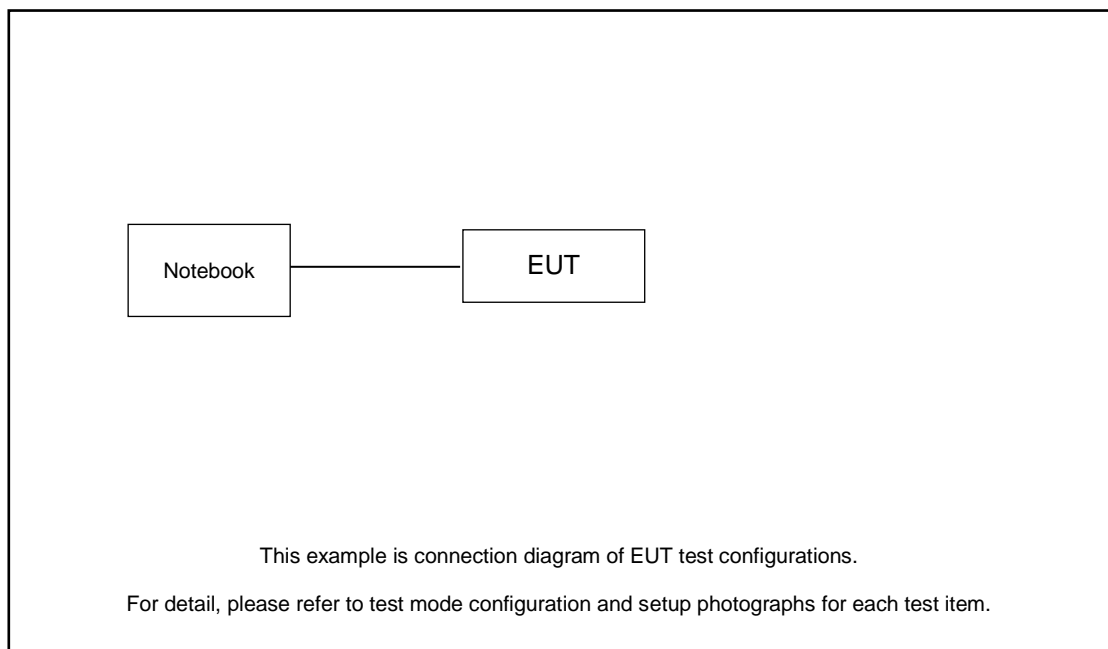 Notebook
EUT
This example is connection diagram of EUT test configurations.
For detail, please refer to test mode configuration and setup photographs for each test item.